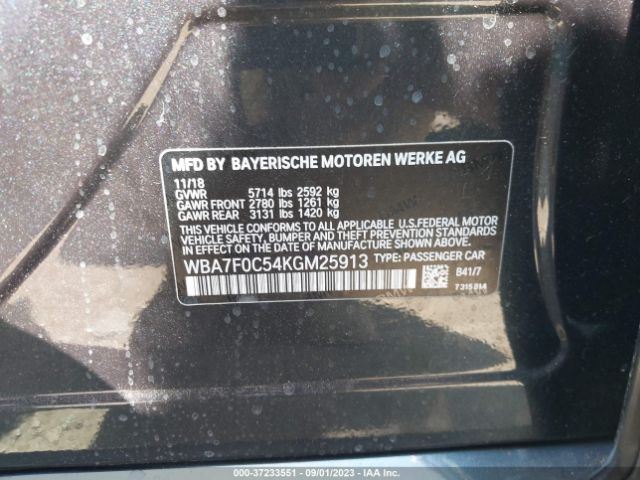 MFD BY BAYERISCHE MOTOREN WERKE AG
11/18
GVWR 5714 lbs 2592 kg
GAWR FRONT 2780 lbs 1261 kg
GAWR REAR 3131 lbs 1420 kg
THIS VEHICLE CONFORMS TO ALL APPLICABLE U.S.FEDERAL MOTOR
VEHICLE SAFETY, BUMPER AND THEFT PREVENTION STANDARDS
IN EFFECT ON THE DATE OF MANUFACTURE SHOWN ABOVE.
WBA7F0C54KGM25913 TYPE: PASSENGER CAR
841/7
7315014
000-37233551 - 09/01/2023 - IAA Inc.